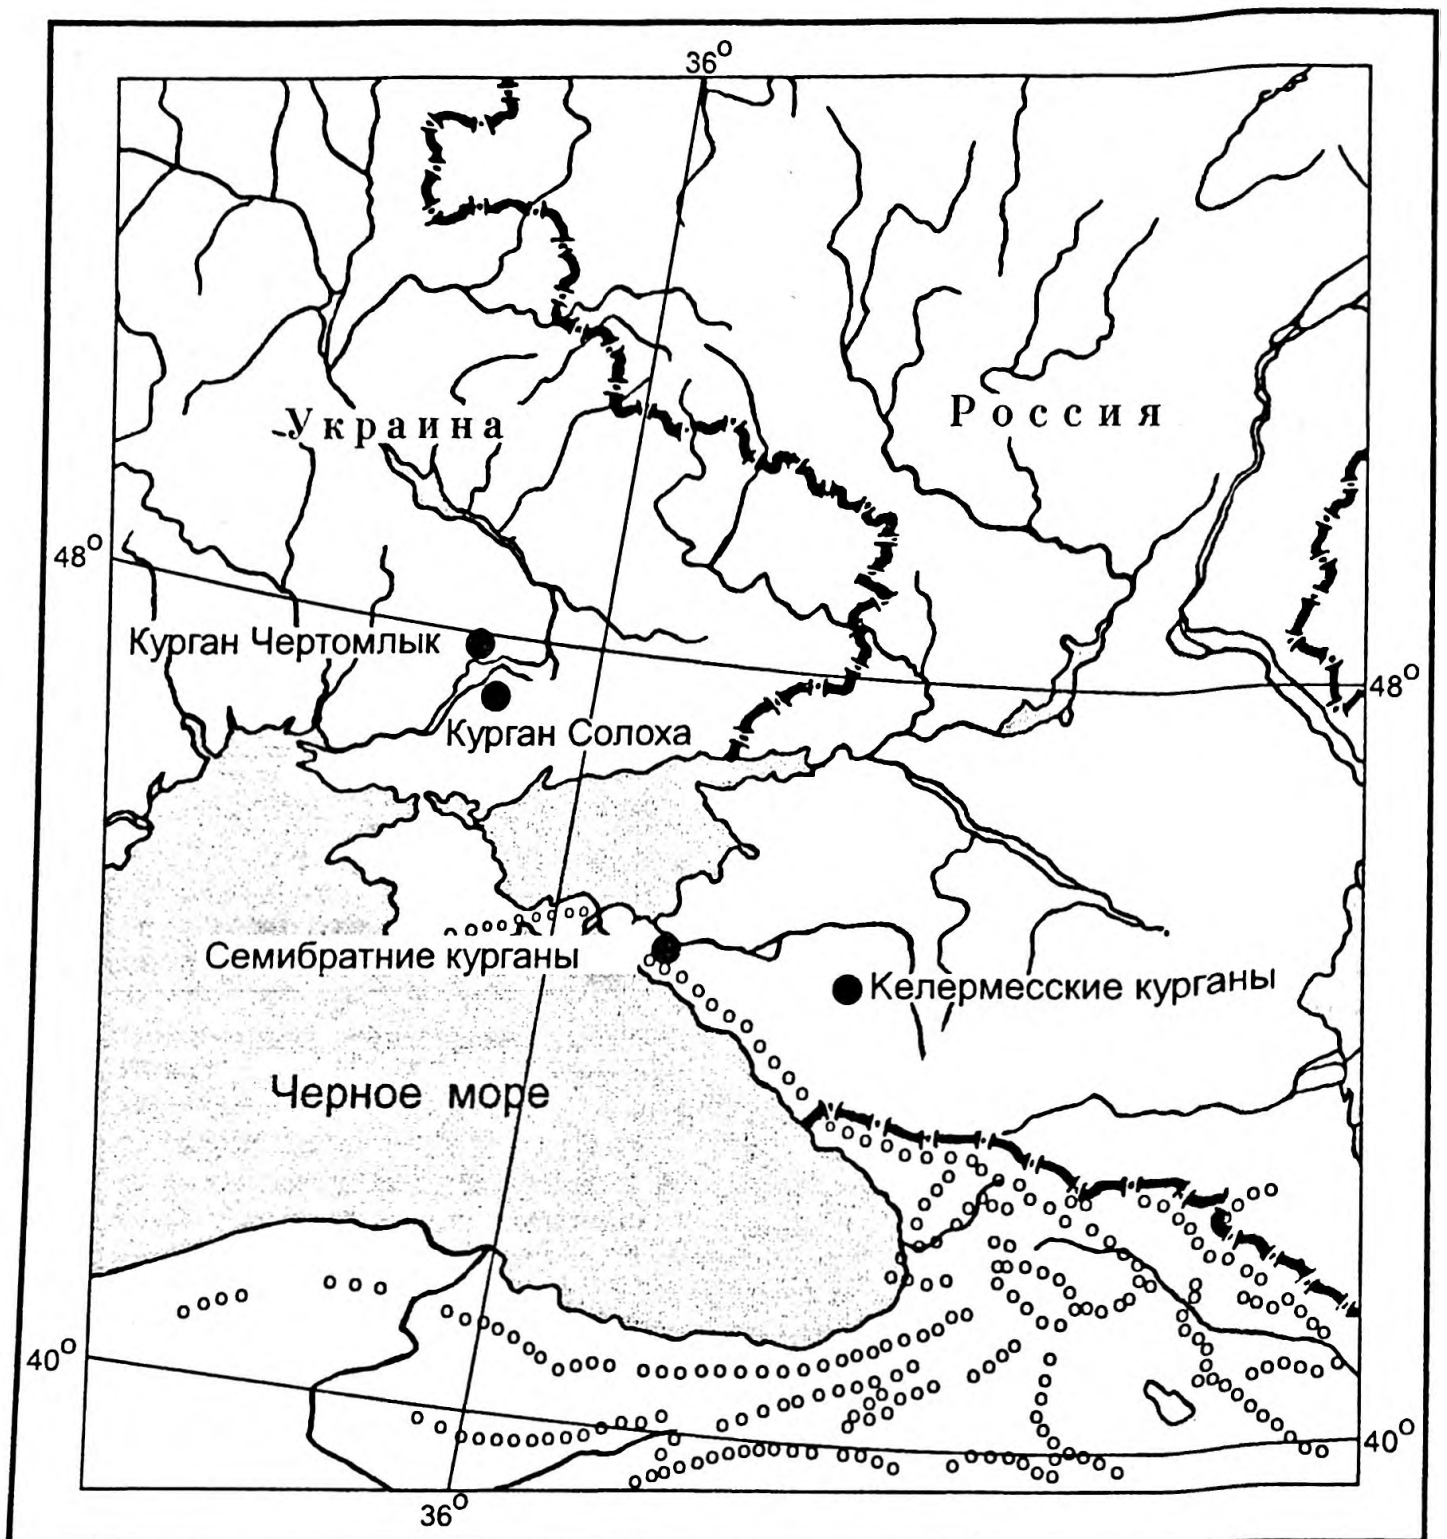 36°
Украина
Россия
48°
Курган Чертомлык
48°
Курган Солоха
Семибратние курганы
Келермесские курганы
Черное море
40°
40°
36°